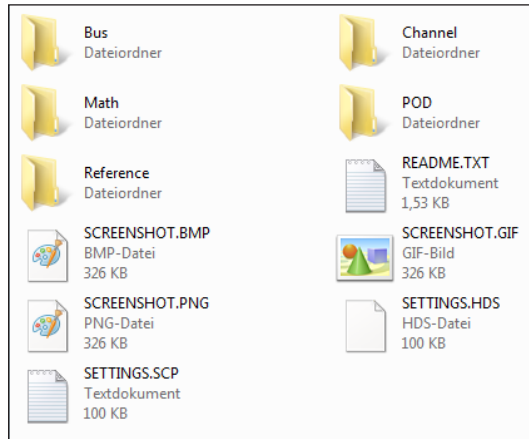 Bus
Dateiordner
Channel
Dateiordner
Math
Dateiordner
POD
Dateiordner
Reference
Dateiordner
README.TXT
Textdokument
1,53 KB
SCREENSHOT.BMP
BMP-Datei
326 KB
SCREENSHOT.GIF
GIF-Bild
326 KB
SCREENSHOT.PNG
PNG-Datei
326 KB
SETTINGS.HDS
HDS-Datei
100 KB
SETTINGS.SCP
Textdokument
100 KB